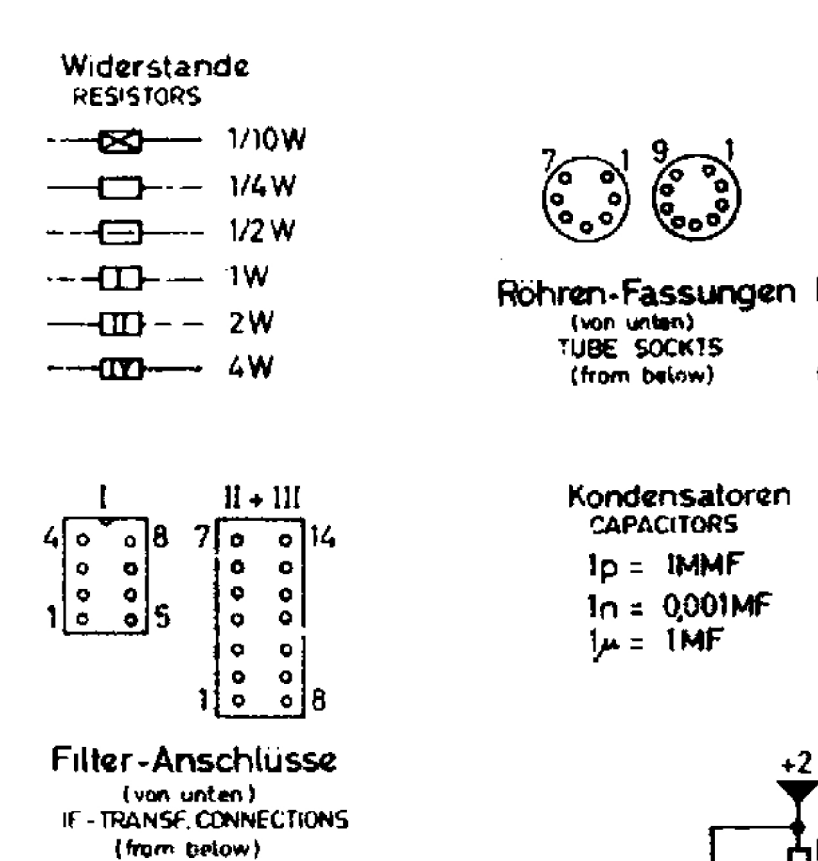 Widerstande
RESISTORS
1/10W
1/4W
1/2W
1W
2W
4W
7 1 9 1
Röhren-Fassungen
(von unten)
TUBE SOCKTS
(from below)
I
4 8
1 5
II + III
7 14
1 8
Filter-Anschlüsse
(von unten)
IF-TRANSF. CONNECTIONS
(from below)
Kondensatoren
CAPACITORS
1p = 1MMF
1n = 0,001MF
1µ = 1MF
+2